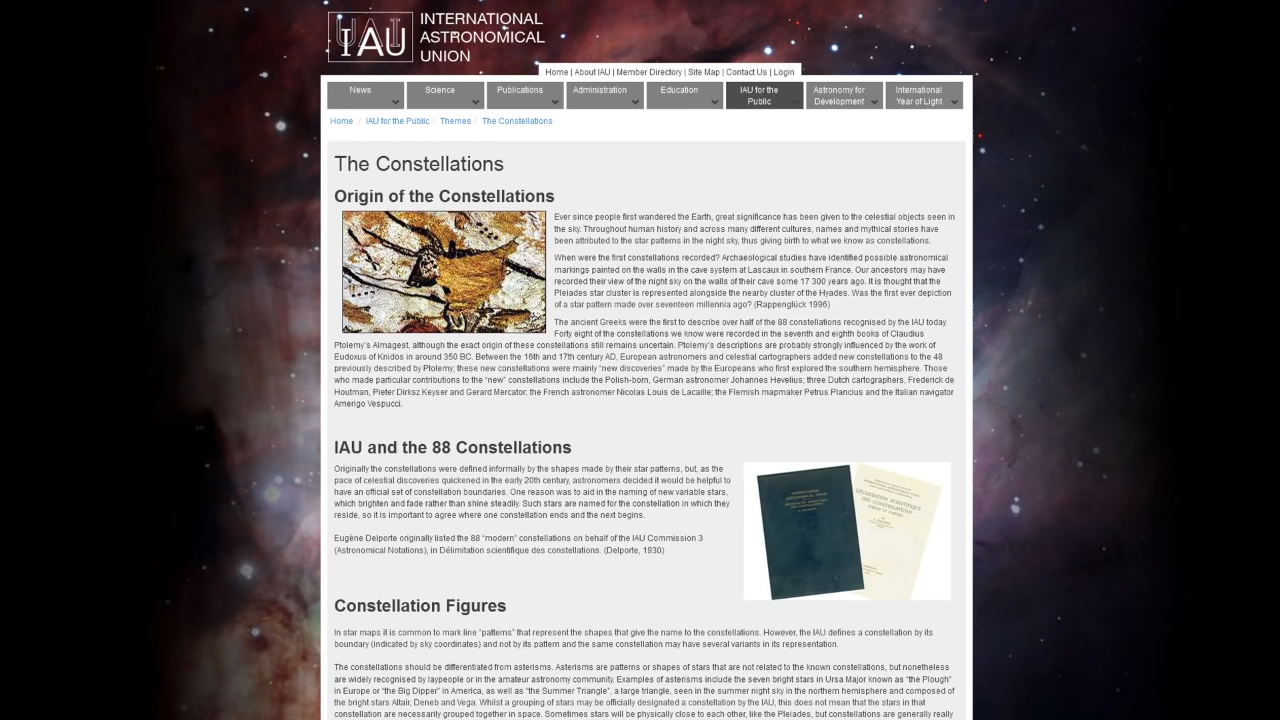 IAU
INTERNATIONAL
ASTRONOMICAL
UNION
Home | About IAU | Member Directory | Site Map | Contact Us | Login
News
Science
Publications
Administration
Education
IAU for the
Public
Astronomy for
Development
International
Year of Light
Home / IAU for the Public / Themes / The Constellations
The Constellations
Origin of the Constellations
Ever since people first wandered the Earth, great significance has been given to the celestial objects seen in
the sky. Throughout human history and across many different cultures, names and mythical stories have
been attributed to the star patterns in the night sky, thus giving birth to what we know as constellations.
When were the first constellations recorded? Archaeological studies have identified possible astronomical
markings painted on the walls in the cave system at Lascaux in southern France. Our ancestors may have
recorded their view of the night sky on the walls of their cave some 17 300 years ago. It is thought that the
Pleiades star cluster is represented alongside the nearby cluster of the Hyades. Was the first ever depiction
of a star pattern made over seventeen millennia ago? (Rappenglück 1996)
The ancient Greeks were the first to describe over half of the 88 constellations recognised by the IAU today.
Forty eight of the constellations we know were recorded in the seventh and eighth books of Claudius
Ptolemy's Almagest, although the exact origin of these constellations still remains uncertain. Ptolemy's descriptions are probably strongly influenced by the work of
Eudoxus of Knidos in around 350 BC. Between the 16th and 17th century AD, European astronomers and celestial cartographers added new constellations to the 48
previously described by Ptolemy; these new constellations were mainly “new discoveries” made by the Europeans who first explored the southern hemisphere. Those
who made particular contributions to the “new” constellations include the Polish-born, German astronomer Johannes Hevelius; three Dutch cartographers, Frederick de
Houtman, Pieter Dirksz Keyser and Gerard Mercator; the French astronomer Nicolas Louis de Lacaille; the Flemish mapmaker Petrus Plancius and the Italian navigator
Amerigo Vespucci.
IAU and the 88 Constellations
Originally the constellations were defined informally by the shapes made by their star patterns, but, as the
pace of celestial discoveries quickened in the early 20th century, astronomers decided it would be helpful to
have an official set of constellation boundaries. One reason was to aid in the naming of new variable stars,
which brighten and fade rather than shine steadily. Such stars are named for the constellation in which they
reside, so it is important to agree where one constellation ends and the next begins.
Eugène Delporte originally listed the 88 “modern” constellations on behalf of the IAU Commission 3
(Astronomical Notations), in Délimitation scientifique des constellations. (Delporte, 1930)
DÉLIMITATION SCIENTIFIQUE
DES CONSTELLATIONS
Constellation Figures
In star maps it is common to mark line “patterns” that represent the shapes that give the name to the constellations. However, the IAU defines a constellation by its
boundary (indicated by sky coordinates) and not by its pattern and the same constellation may have several variants in its representation.
The constellations should be differentiated from asterisms. Asterisms are patterns or shapes of stars that are not related to the known constellations, but nonetheless
are widely recognised by laypeople or in the amateur astronomy community. Examples of asterisms include the seven bright stars in Ursa Major known as “the Plough”
in Europe or “the Big Dipper” in America, as well as “the Summer Triangle”, a large triangle, seen in the summer night sky in the northern hemisphere and composed of
the bright stars Altair, Deneb and Vega. Whilst a grouping of stars may be officially designated a constellation by the IAU, this does not mean that the stars in that
constellation are necessarily grouped together in space. Sometimes stars will be physically close to each other, like the Pleiades, but constellations are generally really